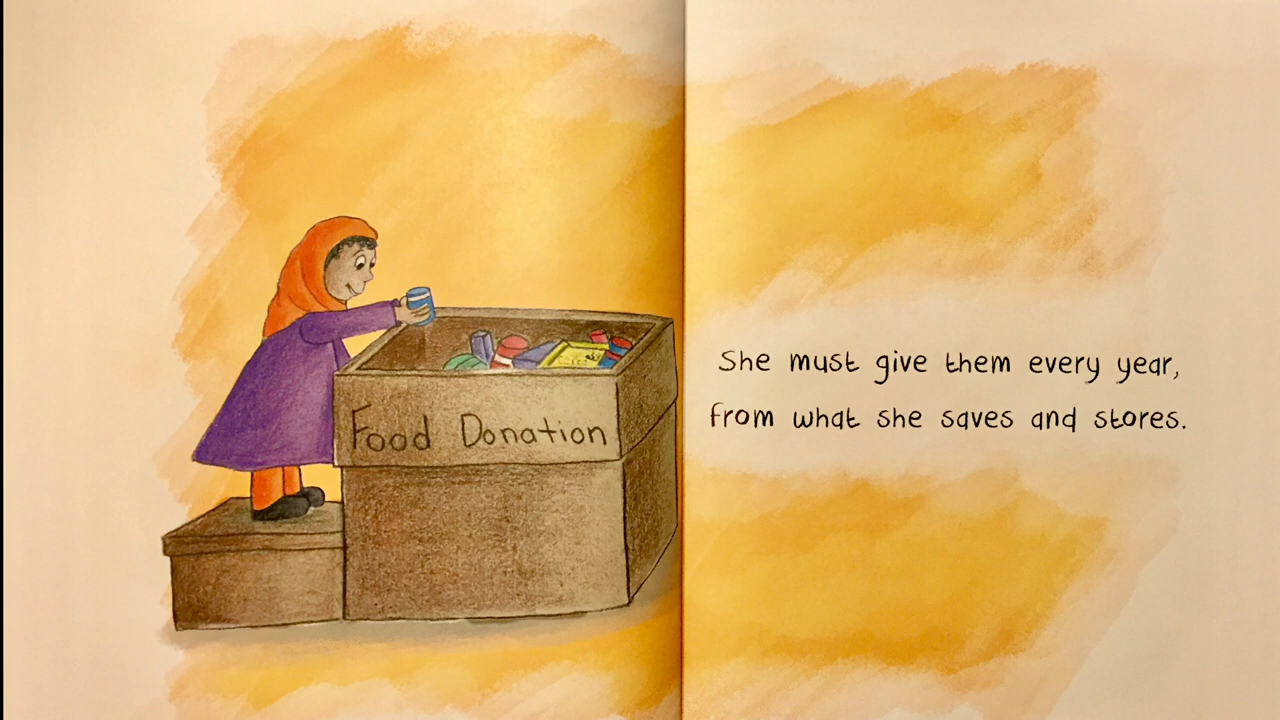 Food Donation
She must give them every year,
from what she saves and stores.